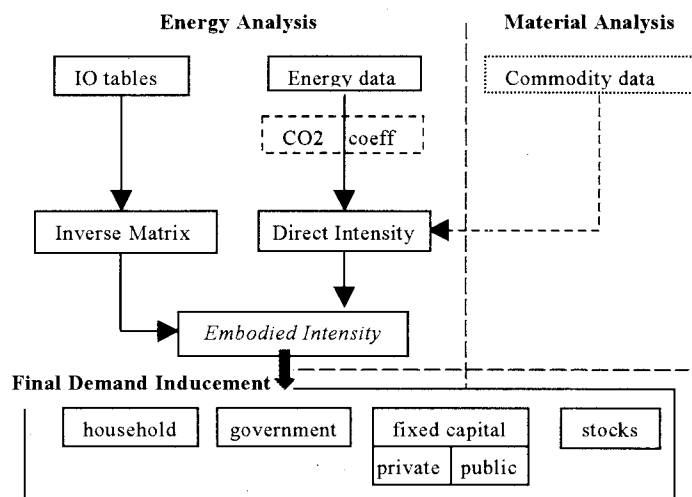 Energy Analysis
Material Analysis
IO tables
Energy data
Commodity data
CO2 coeff
Inverse Matrix
Direct Intensity
Embodied Intensity
Final Demand Inducement
household
government
fixed capital
stocks
private
public